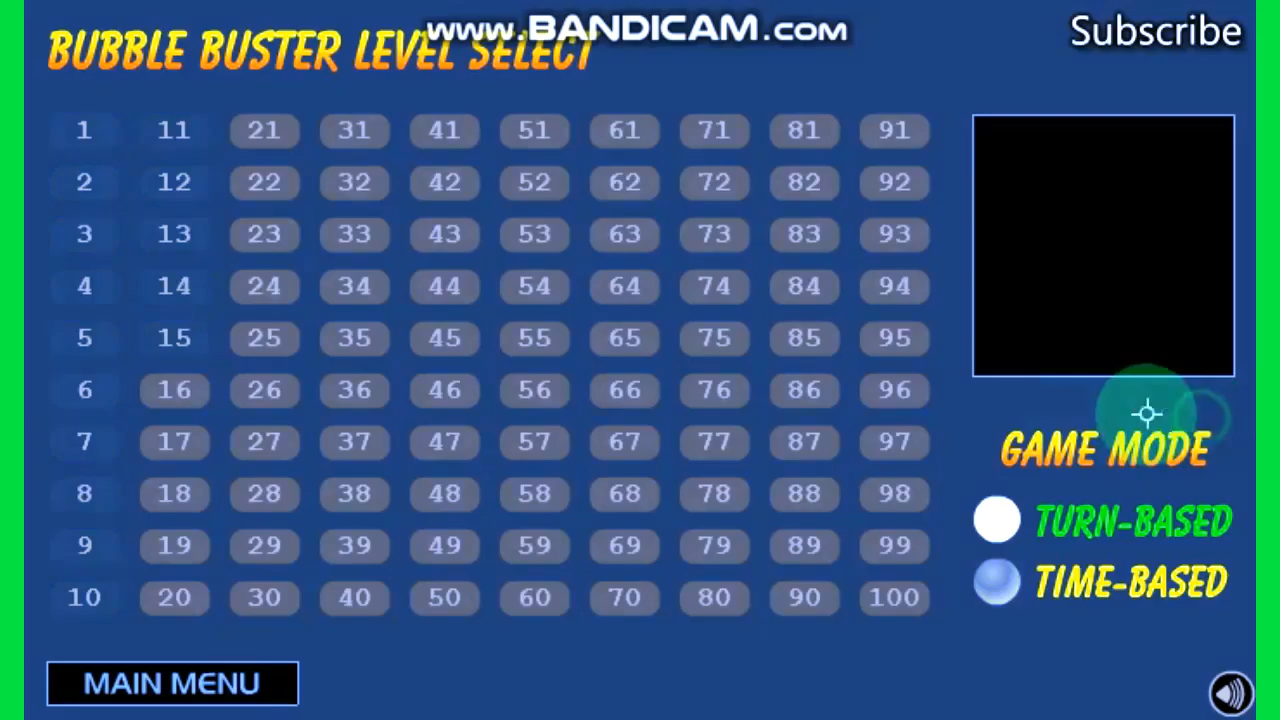 www.BANDICAM.com
Subscribe
BUBBLE BUSTER LEVEL SELECT
1 11 21 31 41 51 61 71 81 91
2 12 22 32 42 52 62 72 82 92
3 13 23 33 43 53 63 73 83 93
4 14 24 34 44 54 64 74 84 94
5 15 25 35 45 55 65 75 85 95
6 16 26 36 46 56 66 76 86 96
7 17 27 37 47 57 67 77 87 97
8 18 28 38 48 58 68 78 88 98
9 19 29 39 49 59 69 79 89 99
10 20 30 40 50 60 70 80 90 100
GAME MODE
TURN-BASED
TIME-BASED
MAIN MENU